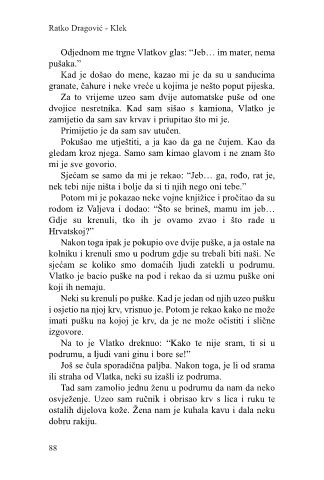 Ratko Dragović - Klek
Odjednom me trgne Vlatkov glas: “Jeb… im mater, nema
pušaka.”
Kad je došao do mene, kazao mi je da su u sanducima
granate, čahure i neke vreće u kojima je nešto poput pijeska.
Za to vrijeme uzeo sam dvije automatske puše od one
dvojice nesretnika. Kad sam sišao s kamiona, Vlatko je
zamijetio da sam sav krvav i priupitao što mi je.
Primijetio je da sam sav utučen.
Pokušao me utještiti, a ja kao da ga ne čujem. Kao da
gledam kroz njega. Samo sam kimao glavom i ne znam što
mi je sve govorio.
Sjećam se samo da mi je rekao: “Jeb… ga, rođo, rat je,
nek tebi nije ništa i bolje da si ti njih nego oni tebe.”
Potom mi je pokazao neke vojne knjižice i pročitao da su
rodom iz Valjeva i dodao: “Što se brineš, mamu im jeb…
Gdje su krenuli, tko ih je ovamo zvao i što rade u
Hrvatskoj?”
Nakon toga ipak je pokupio ove dvije puške, a ja ostale na
kolniku i krenuli smo u podrum gdje su trebali biti naši. Ne
sjećam se koliko smo domaćih ljudi zatekli u podrumu.
Vlatko je bacio puške na pod i rekao da si uzmu puške oni
koji ih nemaju.
Neki su krenuli po puške. Kad je jedan od njih uzeo pušku
i osjetio na njoj krv, vrisnuo je. Potom je rekao kako ne može
imati pušku na kojoj je krv, da je ne može očistiti i slične
izgovore.
Na to je Vlatko dreknuo: “Kako te nije sram, ti si u
podrumu, a ljudi vani ginu i bore se!”
Još se čula sporadična paljba. Nakon toga, je li od srama
ili straha od Vlatka, neki su izašli iz podruma.
Tad sam zamolio jednu ženu u podrumu da nam da neko
osvježenje. Uzeo sam ručnik i obrisao krv s lica i ruku te
ostalih dijelova kože. Žena nam je kuhala kavu i dala neku
dobru rakiju.
88